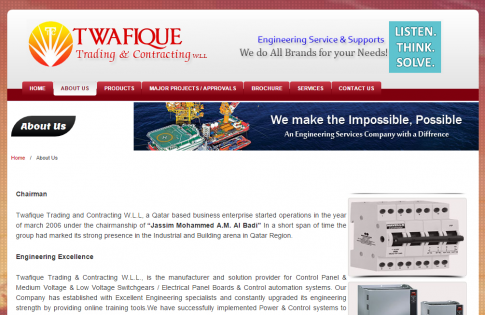 TWAFIQUE
Trading & Contracting WLL
Engineering Service & Supports
We do All Brands for your Needs!
LISTEN.
THINK.
SOLVE.
HOME ABOUT US PRODUCTS MAJOR PROJECTS / APPROVALS BROCHURE SERVICES CONTACT US
About Us
We make the Impossible, Possible
An Engineering Services Company with a Diffrence
Home / About Us
Chairman
Twafique Trading and Contracting W.L.L, a Qatar based business enterprise started operations in the year
of march 2006 under the chairmanship of “Jassim Mohammed A.M. Al Badi” In a short span of time the
group had marked its strong presence in the Industrial and Building arena in Qatar Region.
Engineering Excellence
Twafique Trading & Contracting W.L.L., is the manufacturer and solution provider for Control Panel &
Medium Voltage & Low Voltage Switchgears / Electrical Panel Boards & Control automation systems. Our
Company has established with Excellent Engineering specialists and constantly upgraded its engineering
strength by providing online training tools.We have successfully implemented Power & Control systems to